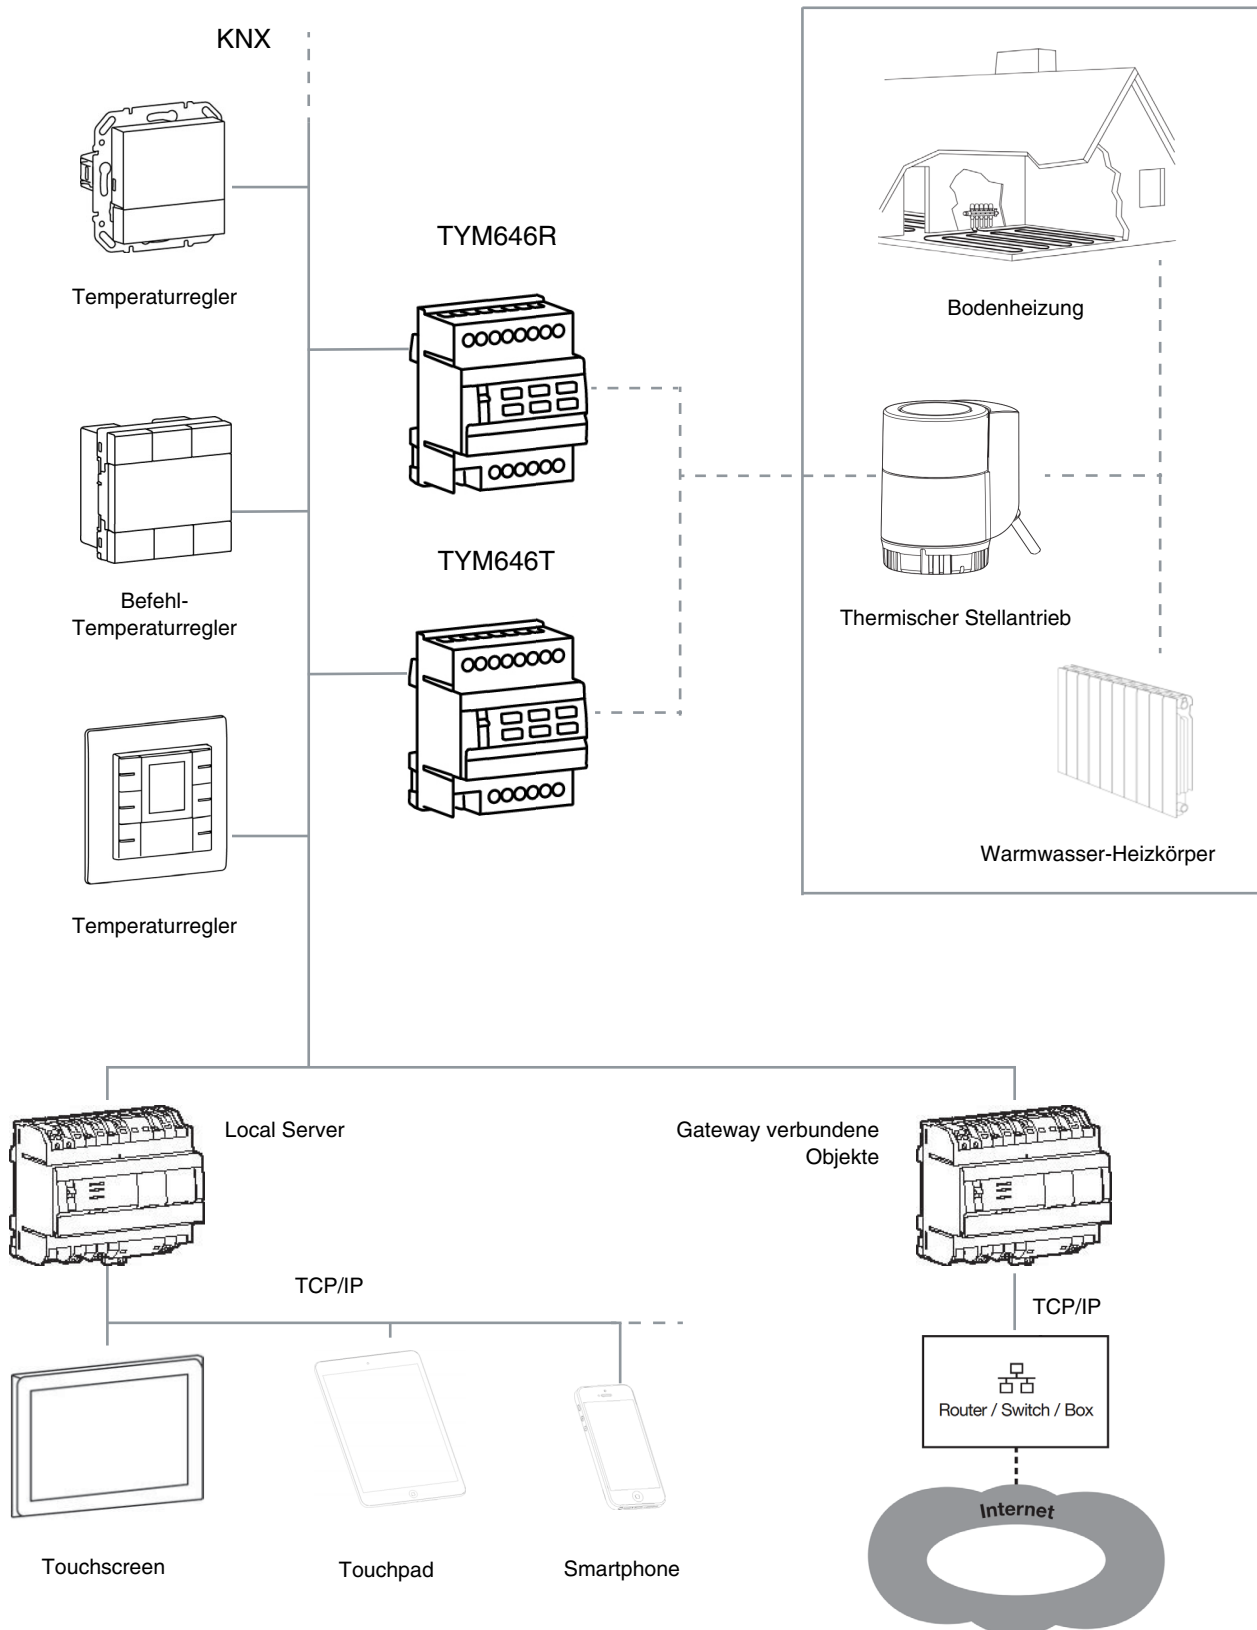 KNX
Temperaturregler
TYM646R
Bodenheizung
Befehl-
Temperaturregler
TYM646T
Thermischer Stellantrieb
Temperaturregler
Warmwasser-Heizkörper
Local Server
Gateway verbundene
Objekte
TCP/IP
TCP/IP
Router / Switch / Box
Internet
Touchscreen
Touchpad
Smartphone